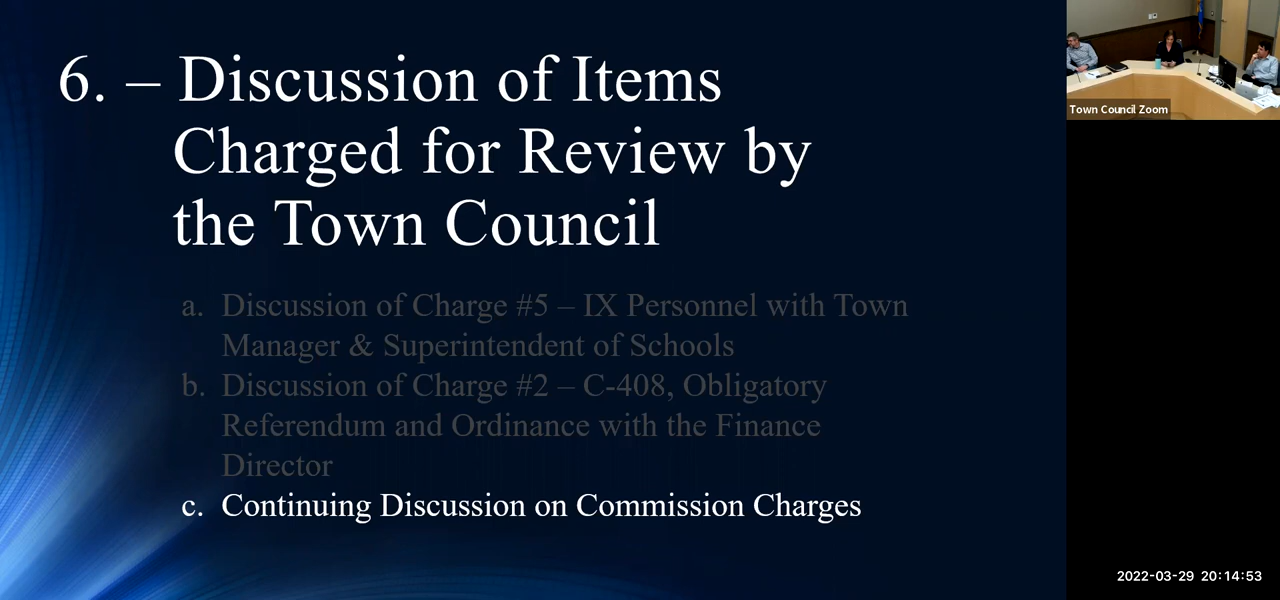 6. – Discussion of Items
Charged for Review by
the Town Council
a. Discussion of Charge #5 – IX Personnel with Town
Manager & Superintendent of Schools
b. Discussion of Charge #2 – C-408, Obligatory
Referendum and Ordinance with the Finance
Director
c. Continuing Discussion on Commission Charges
Town Council Zoom
2022-03-29 20:14:53